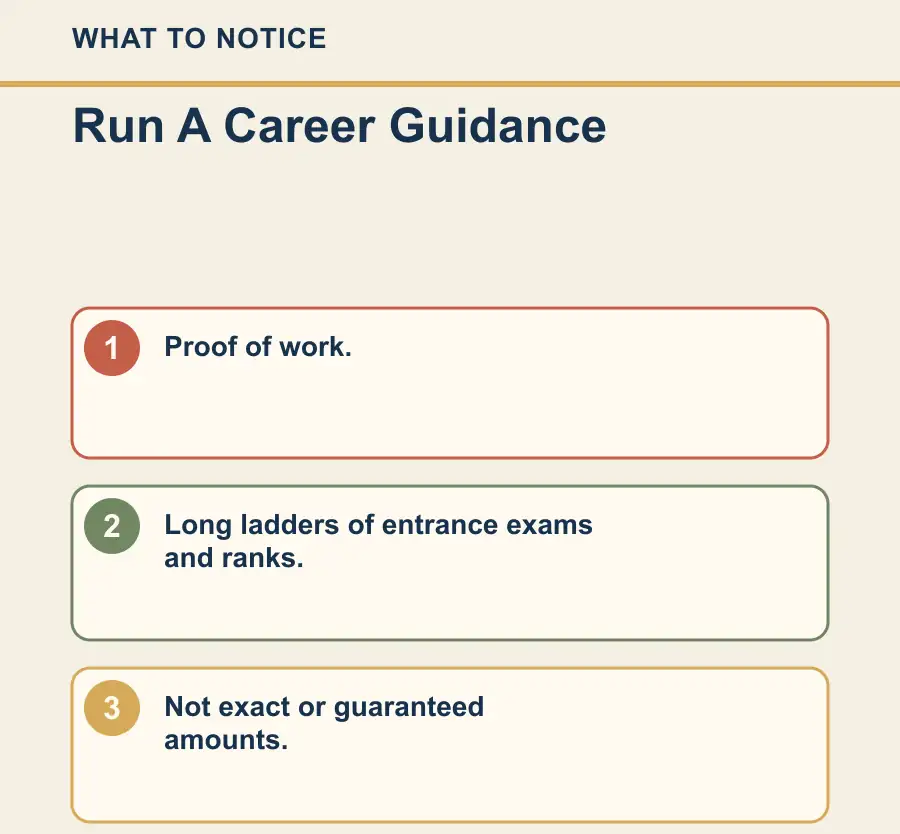 WHAT TO NOTICE
Run A Career Guidance
1
Proof of work.
2
Long ladders of entrance exams
and ranks.
3
Not exact or guaranteed
amounts.